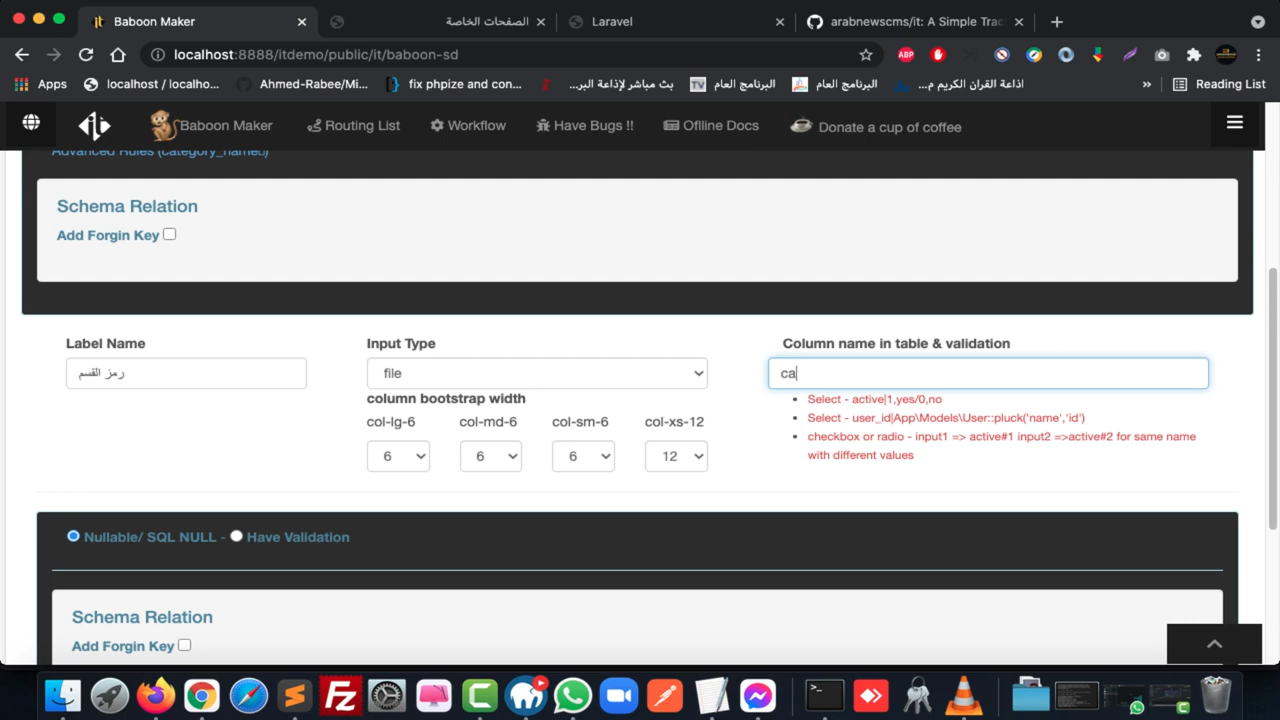 Baboon Maker
الصفحات الخاصة
Laravel
arabnewscms/it: A Simple Trac
localhost:8888/itdemo/public/it/baboon-sd
ABP
Apps
localhost / localho...
Ahmed-Rabee/Mi...
fix phpize and con...
بث مباشر لإذاعة البر...
TV
البرنامج العام
البرنامج العام
اذاعة القران الكريم م...
»
Reading List
Baboon Maker
Routing List
Workflow
Have Bugs !!
Oflline Docs
Donate a cup of coffee
Advanced Rules (category_name)
Schema Relation
Add Forgin Key
Label Name
Input Type
Column name in table & validation
رمز القسم
file
ca
column bootstrap width
col-lg-6
col-md-6
col-sm-6
col-xs-12
6
6
6
12
Select - active|1,yes/0,no
Select - user_id|App\Models\User::pluck('name','id')
checkbox or radio - input1 => active#1 input2 =>active#2 for same name
with different values
Nullable/ SQL NULL - Have Validation
Schema Relation
Add Forgin Key